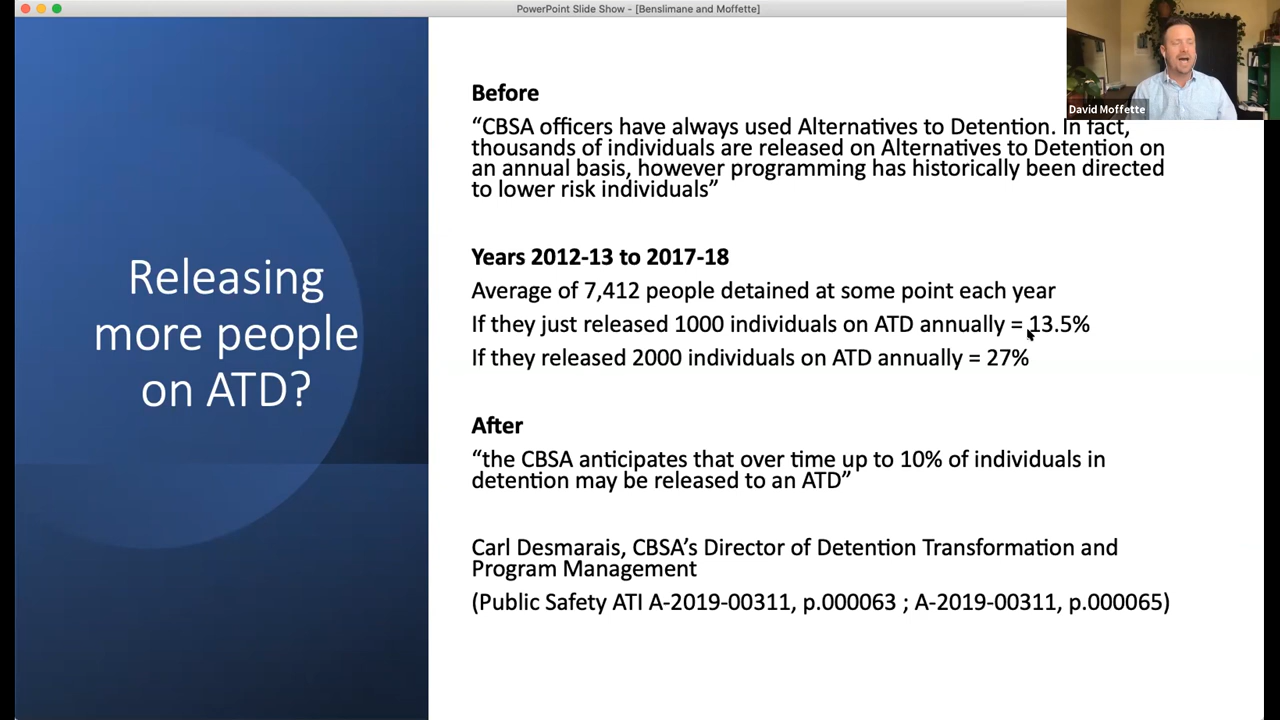 PowerPoint Slide Show - [Benslimane and Moffette]
David Moffette
Releasing
more people
on ATD?
Before
“CBSA officers have always used Alternatives to Detention. In fact,
thousands of individuals are released on Alternatives to Detention on
an annual basis, however programming has historically been directed
to lower risk individuals”
Years 2012-13 to 2017-18
Average of 7,412 people detained at some point each year
If they just released 1000 individuals on ATD annually = 13.5%
If they released 2000 individuals on ATD annually = 27%
After
“the CBSA anticipates that over time up to 10% of individuals in
detention may be released to an ATD”
Carl Desmarais, CBSA’s Director of Detention Transformation and
Program Management
(Public Safety ATI A-2019-00311, p.000063 ; A-2019-00311, p.000065)